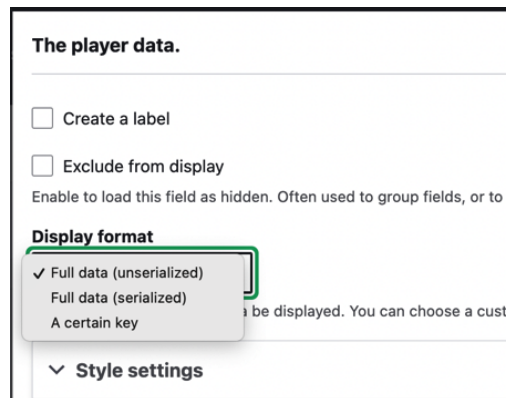 The player data.
Create a label
Exclude from display
Enable to load this field as hidden. Often used to group fields, or to
Display format
✓ Full data (unserialized)
Full data (serialized)
be displayed. You can choose a cust
A certain key
Style settings